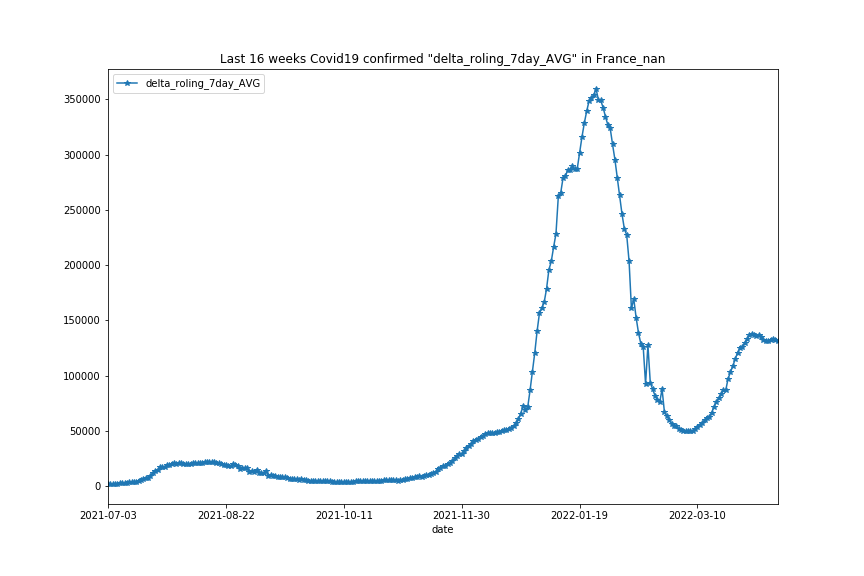 Last 16 weeks Covid19 confirmed "delta_roling_7day_AVG" in France_nan
delta_roling_7day_AVG
350000
300000
250000
200000
150000
100000
50000
0
2021-07-03 2021-08-22 2021-10-11 2021-11-30 2022-01-19 2022-03-10
date